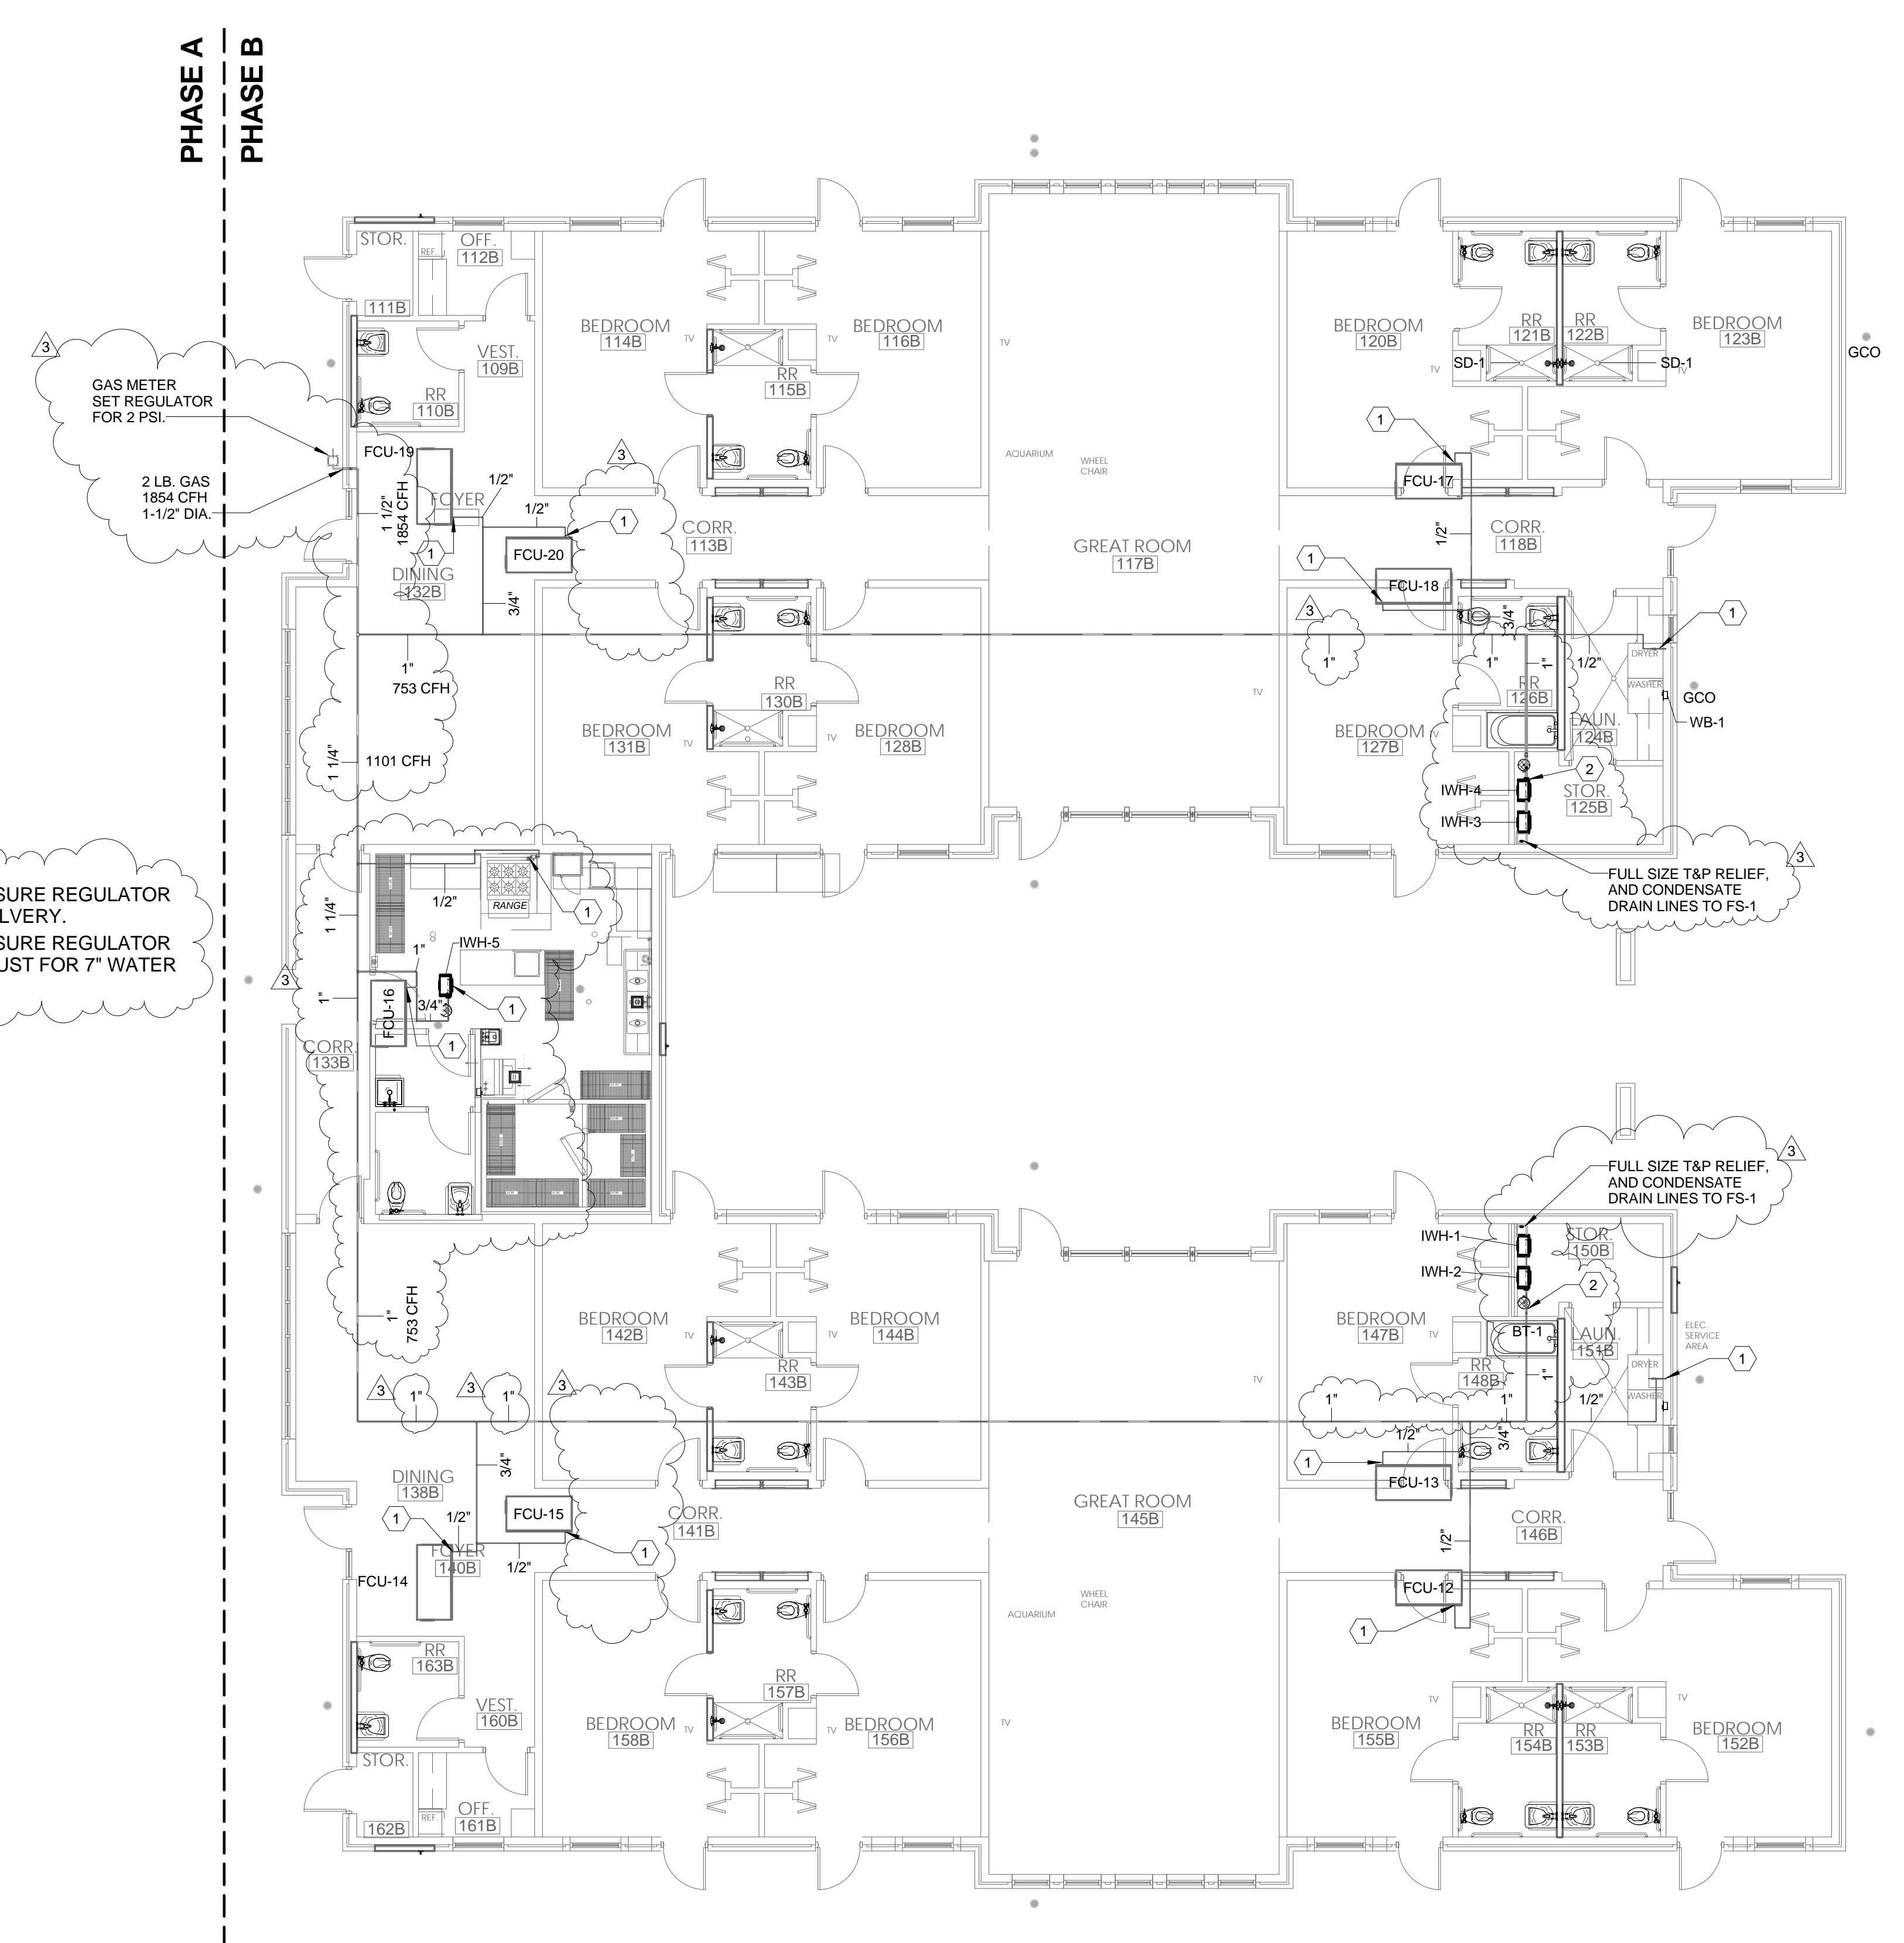 PHASE A
PHASE B
STOR.
111B
REF.
OFF.
112B
VEST.
109B
RR
110B
BEDROOM
114B
TV
RR
115B
TV
BEDROOM
116B
TV
AQUARIUM
WHEEL
CHAIR
BEDROOM
120B
TV
RR
121B
RR
122B
SD-1
SD-1
TV
BEDROOM
123B
GCO
3
GAS METER
SET REGULATOR
FOR 2 PSI.
2 LB. GAS
1854 CFH
1-1/2" DIA.
FCU-19
1 1/2"
1854 CFH
FOYER
1/2"
1
DINING
132B
1/2"
1
FCU-20
3/4"
3
CORR.
113B
GREAT ROOM
117B
1
FCU-17
1/2"
CORR.
118B
1
FCU-18
3/4"
3
1"
1"
1"
1/2"
1
DRYER
WASHER
GCO
WB-1
1"
753 CFH
1 1/4"
1101 CFH
BEDROOM
131B
TV
RR
130B
TV
BEDROOM
128B
TV
BEDROOM
127B
TV
RR
126B
LAUN.
124B
2
IWH-4
IWH-3
STOR.
125B
3
FULL SIZE T&P RELIEF,
AND CONDENSATE
DRAIN LINES TO FS-1
SURE REGULATOR
LVERY.
SURE REGULATOR
UST FOR 7" WATER
3
1 1/4"
1/2"
RANGE
1
1"
IWH-5
1"
FCU-16
3/4"
1
1
CORR.
133B
1"
753 CFH
3
1"
3
1"
3
BEDROOM
142B
TV
RR
143B
TV
BEDROOM
144B
TV
BEDROOM
147B
TV
3
FULL SIZE T&P RELIEF,
AND CONDENSATE
DRAIN LINES TO FS-1
IWH-1
IWH-2
STOR.
150B
2
BT-1
LAUN.
151B
ELEC.
SERVICE
AREA
DRYER
WASHER
1
RR
148B
1"
1"
1"
1/2"
3/4"
1/2"
1
FCU-13
3/4"
DINING
138B
1
1/2"
FOYER
140B
FCU-14
FCU-15
1/2"
1
CORR.
141B
GREAT ROOM
145B
CORR.
146B
1/2"
FCU-12
1
WHEEL
CHAIR
AQUARIUM
RR
163B
VEST.
160B
STOR.
162B
REF.
OFF.
161B
BEDROOM
158B
TV
RR
157B
TV
BEDROOM
156B
TV
BEDROOM
155B
TV
RR
154B
RR
153B
TV
BEDROOM
152B